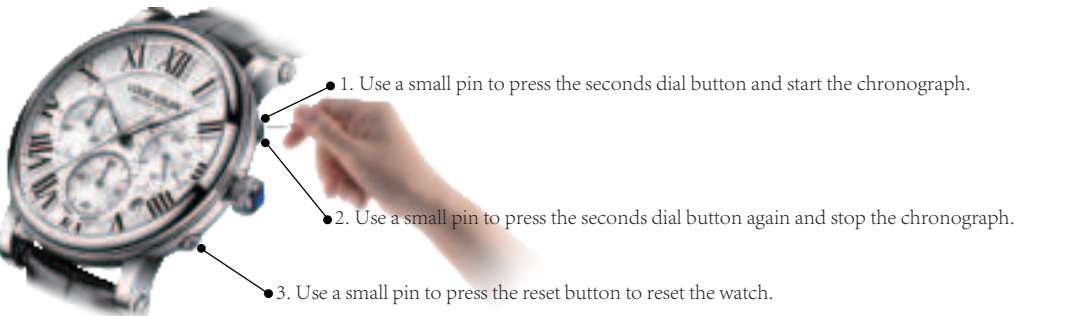 XI
XII
1. Use a small pin to press the seconds dial button and start the chronograph.
2. Use a small pin to press the seconds dial button again and stop the chronograph.
3. Use a small pin to press the reset button to reset the watch.